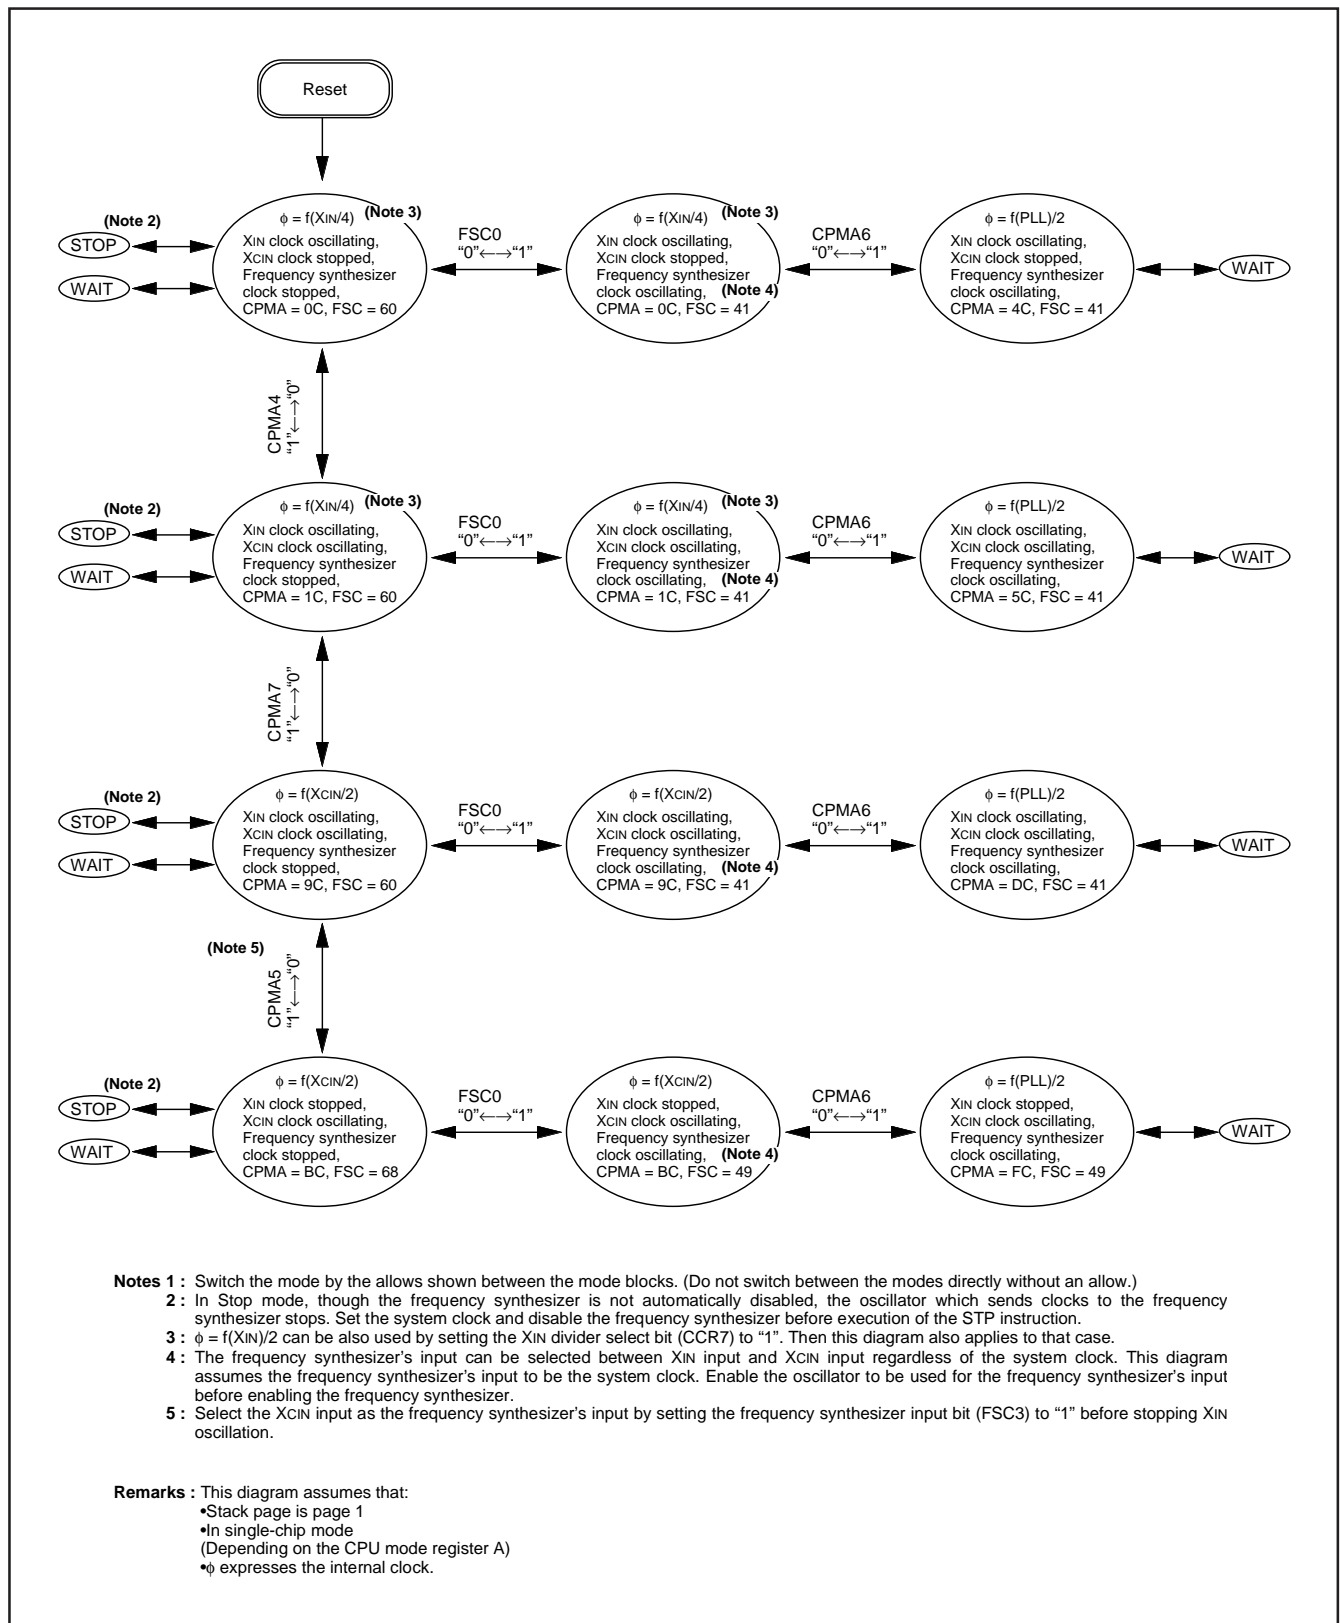 Reset
(Note 2)
STOP
WAIT
ϕ = f(XIN/4) (Note 3)
XIN clock oscillating,
XCIN clock stopped,
Frequency synthesizer
clock stopped,
CPMA = 0C, FSC = 60
FSC0
“0”←→“1”
ϕ = f(XIN/4) (Note 3)
XIN clock oscillating,
XCIN clock stopped,
Frequency synthesizer
clock oscillating, (Note 4)
CPMA = 0C, FSC = 41
CPMA6
“0”←→“1”
ϕ = f(PLL)/2
XIN clock oscillating,
XCIN clock stopped,
Frequency synthesizer
clock oscillating,
CPMA = 4C, FSC = 41
WAIT
CPMA4
“1”←→“0”
(Note 2)
STOP
WAIT
ϕ = f(XIN/4) (Note 3)
XIN clock oscillating,
XCIN clock oscillating,
Frequency synthesizer
clock stopped,
CPMA = 1C, FSC = 60
FSC0
“0”←→“1”
ϕ = f(XIN/4) (Note 3)
XIN clock oscillating,
XCIN clock oscillating,
Frequency synthesizer
clock oscillating, (Note 4)
CPMA = 1C, FSC = 41
CPMA6
“0”←→“1”
ϕ = f(PLL)/2
XIN clock oscillating,
XCIN clock oscillating,
Frequency synthesizer
clock oscillating,
CPMA = 5C, FSC = 41
WAIT
CPMA7
“1”←→“0”
(Note 2)
STOP
WAIT
ϕ = f(XCIN/2)
XIN clock oscillating,
XCIN clock oscillating,
Frequency synthesizer
clock stopped,
CPMA = 9C, FSC = 60
FSC0
“0”←→“1”
ϕ = f(XCIN/2)
XIN clock oscillating,
XCIN clock oscillating,
Frequency synthesizer
clock oscillating, (Note 4)
CPMA = 9C, FSC = 41
CPMA6
“0”←→“1”
ϕ = f(PLL)/2
XIN clock oscillating,
XCIN clock oscillating,
Frequency synthesizer
clock oscillating,
CPMA = DC, FSC = 41
WAIT
(Note 5)
CPMA5
“1”←→“0”
(Note 2)
STOP
WAIT
ϕ = f(XCIN/2)
XIN clock stopped,
XCIN clock oscillating,
Frequency synthesizer
clock stopped,
CPMA = BC, FSC = 68
FSC0
“0”←→“1”
ϕ = f(XCIN/2)
XIN clock stopped,
XCIN clock oscillating,
Frequency synthesizer
clock oscillating, (Note 4)
CPMA = BC, FSC = 49
CPMA6
“0”←→“1”
ϕ = f(PLL)/2
XIN clock stopped,
XCIN clock oscillating,
Frequency synthesizer
clock oscillating,
CPMA = FC, FSC = 49
WAIT
Notes 1 : Switch the mode by the allows shown between the mode blocks. (Do not switch between the modes directly without an allow.)
2 : In Stop mode, though the frequency synthesizer is not automatically disabled, the oscillator which sends clocks to the frequency
synthesizer stops. Set the system clock and disable the frequency synthesizer before execution of the STP instruction.
3 : ϕ = f(XIN)/2 can be also used by setting the XIN divider select bit (CCR7) to “1”. Then this diagram also applies to that case.
4 : The frequency synthesizer’s input can be selected between XIN input and XCIN input regardless of the system clock. This diagram
assumes the frequency synthesizer’s input to be the system clock. Enable the oscillator to be used for the frequency synthesizer’s input
before enabling the frequency synthesizer.
5 : Select the XCIN input as the frequency synthesizer’s input by setting the frequency synthesizer input bit (FSC3) to “1” before stopping XIN
oscillation.
Remarks : This diagram assumes that:
•Stack page is page 1
•In single-chip mode
(Depending on the CPU mode register A)
•ϕ expresses the internal clock.